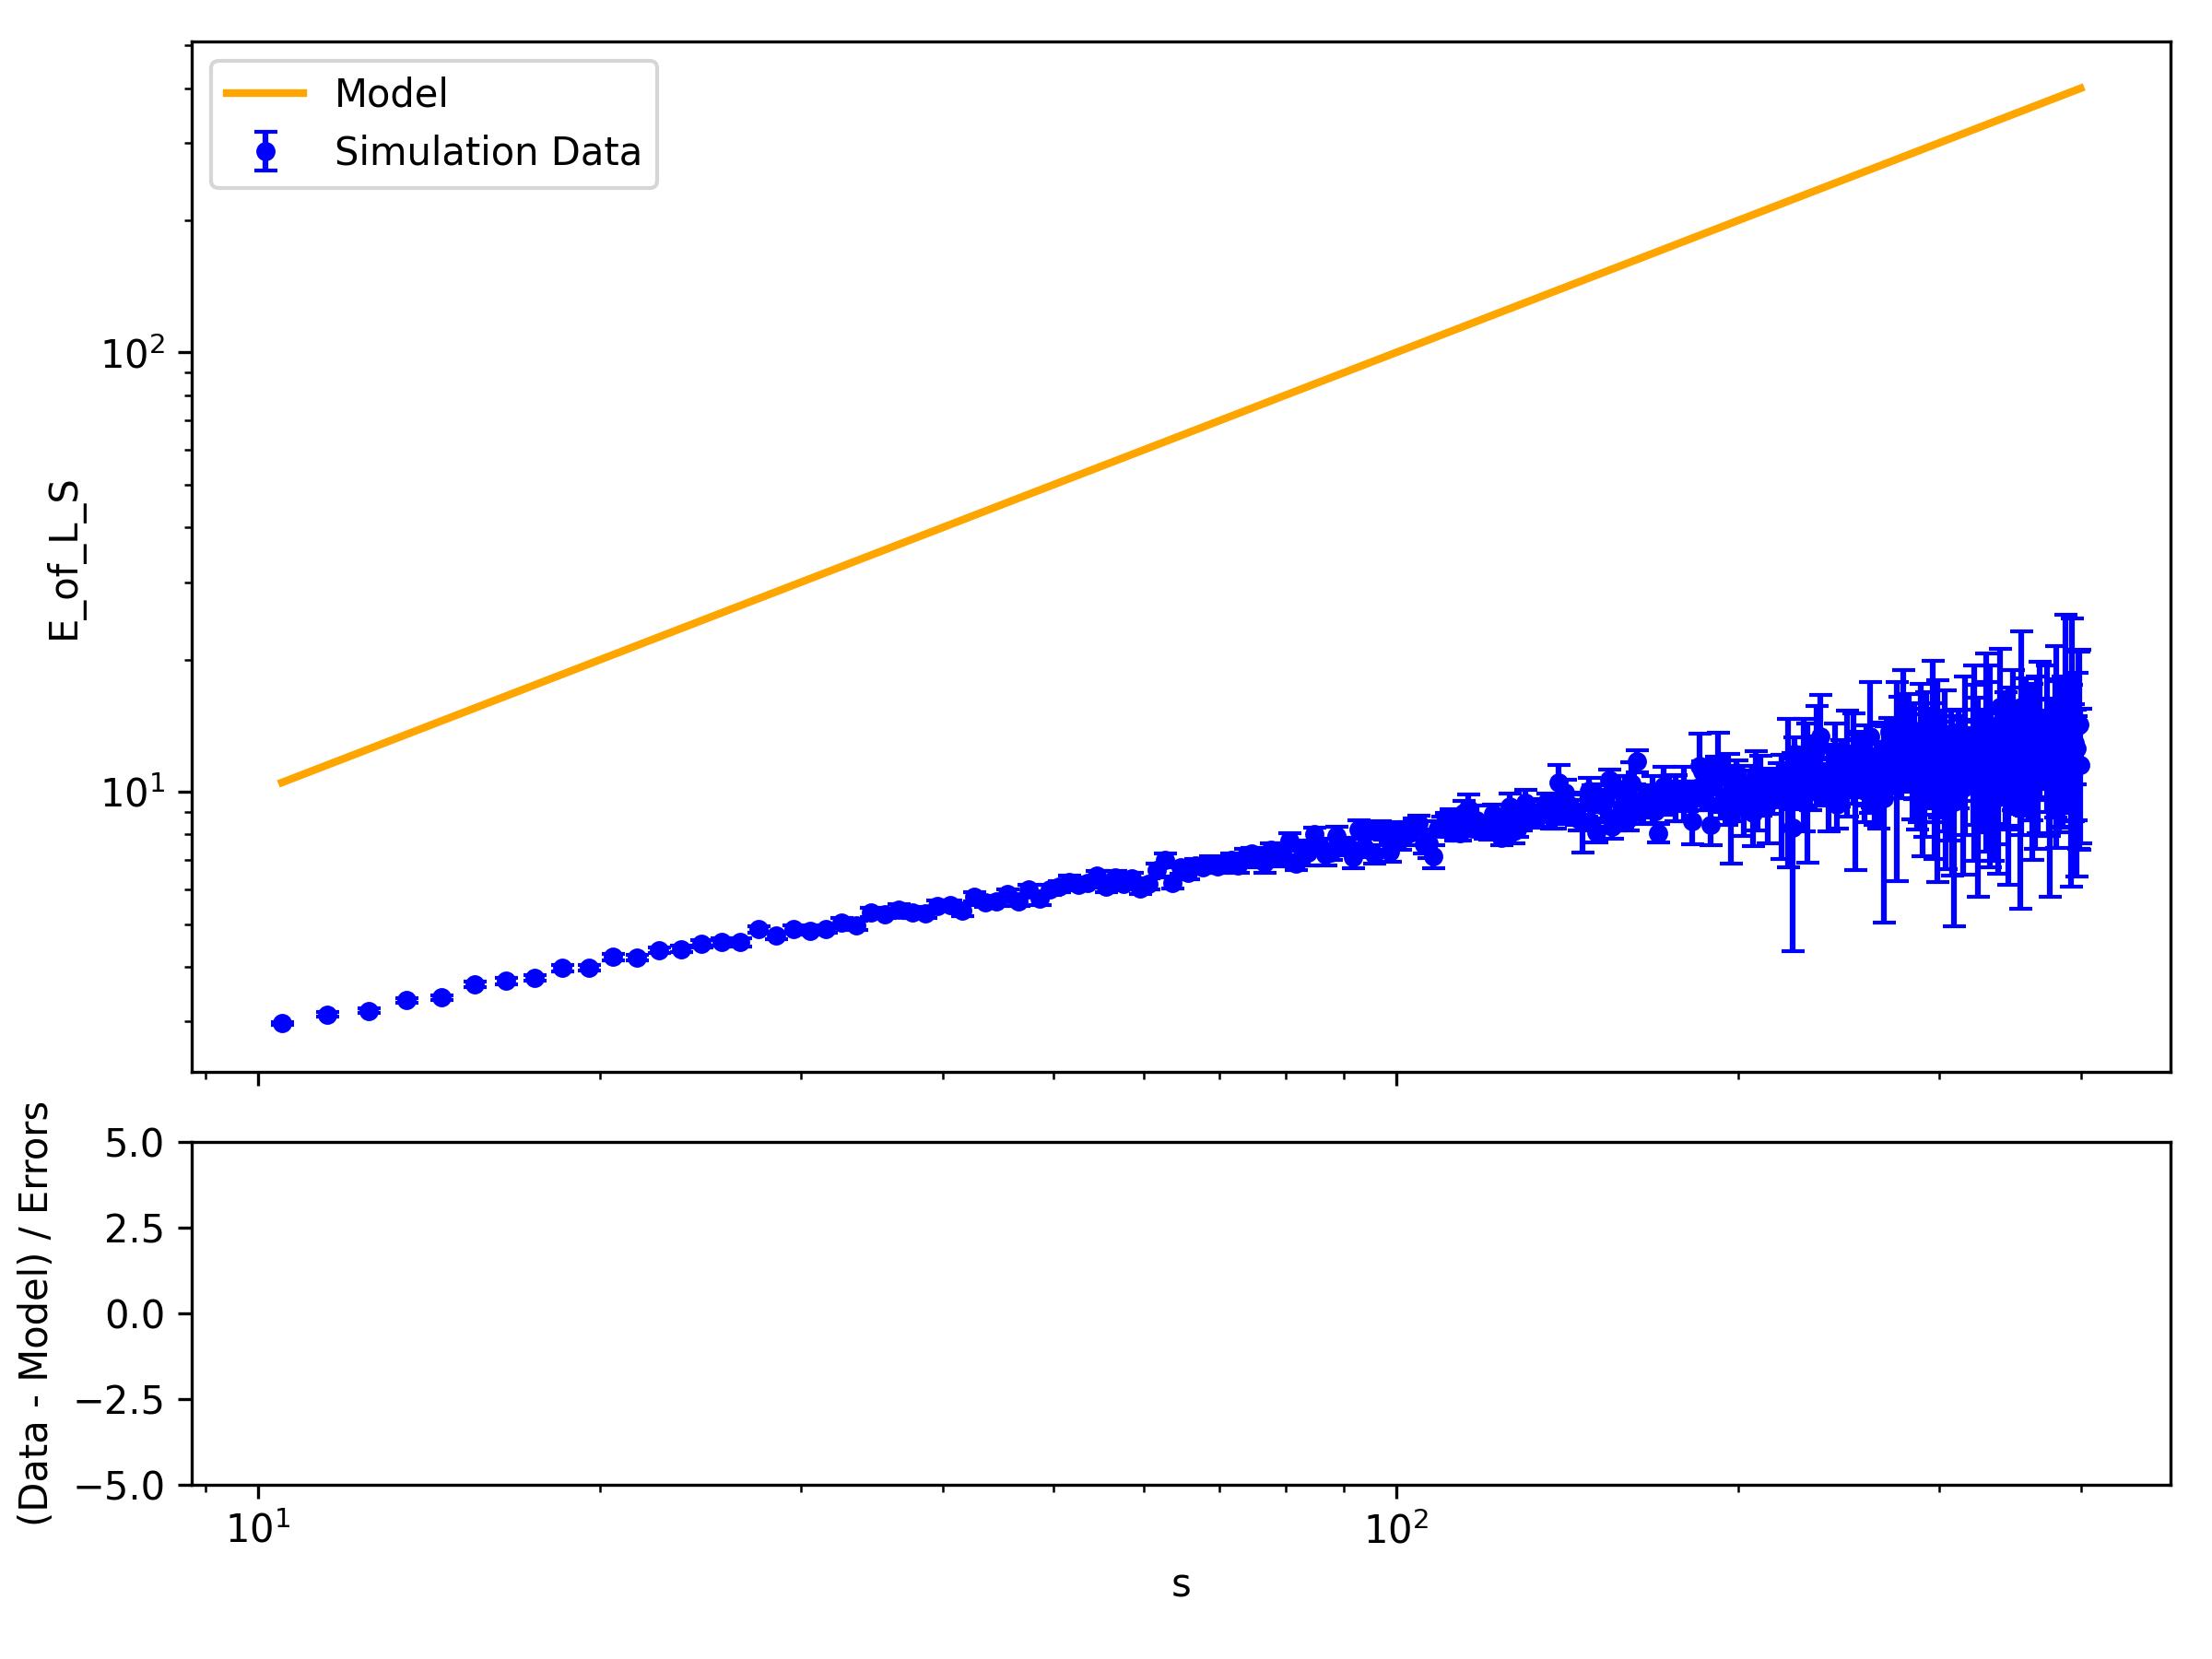 Model
Simulation Data
E_of_L_S
10²
10¹
(Data - Model) / Errors
5.0
2.5
0.0
−2.5
−5.0
10¹
10²
s